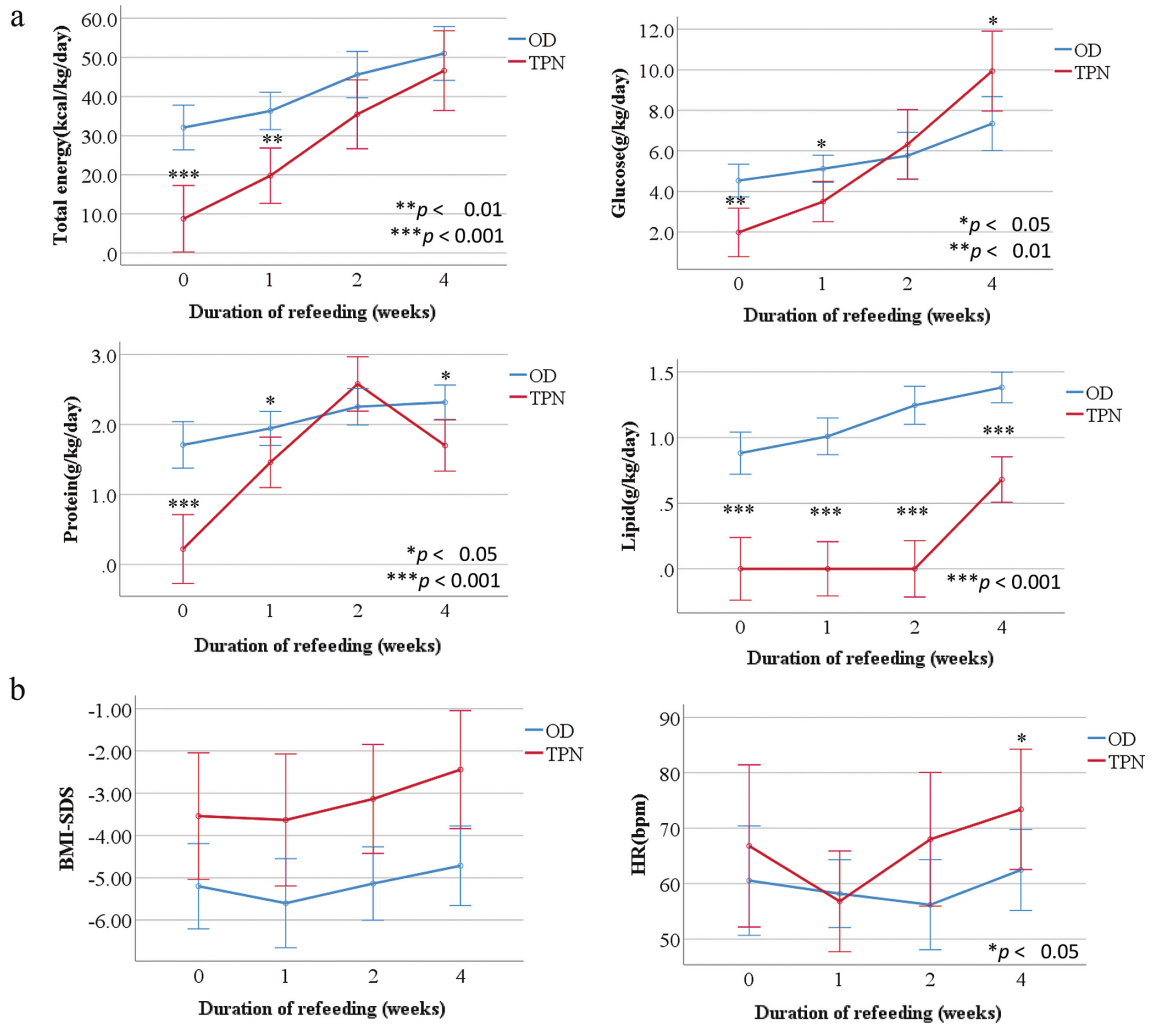 a
Total energy(kcal/kg/day)
60.0
50.0
40.0
30.0
20.0
10.0
.0
***
**
**p < 0.01
***p < 0.001
0 1 2 4
Duration of refeeding (weeks)
OD
TPN
Glucose(g/kg/day)
12.0
10.0
8.0
6.0
4.0
2.0
**
*
*
*p < 0.05
**p < 0.01
0 1 2 4
Duration of refeeding (weeks)
OD
TPN
Protein(g/kg/day)
3.0
2.0
1.0
.0
***
*
*
*p < 0.05
***p < 0.001
0 1 2 4
Duration of refeeding (weeks)
OD
TPN
Lipid(g/kg/day)
1.5
1.0
.5
.0
***
***
***
***
***p < 0.001
0 1 2 4
Duration of refeeding (weeks)
OD
TPN
b
BMI-SDS
-1.00
-2.00
-3.00
-4.00
-5.00
-6.00
0 1 2 4
Duration of refeeding (weeks)
OD
TPN
HR(bpm)
90
80
70
60
50
*
*p < 0.05
0 1 2 4
Duration of refeeding (weeks)
OD
TPN